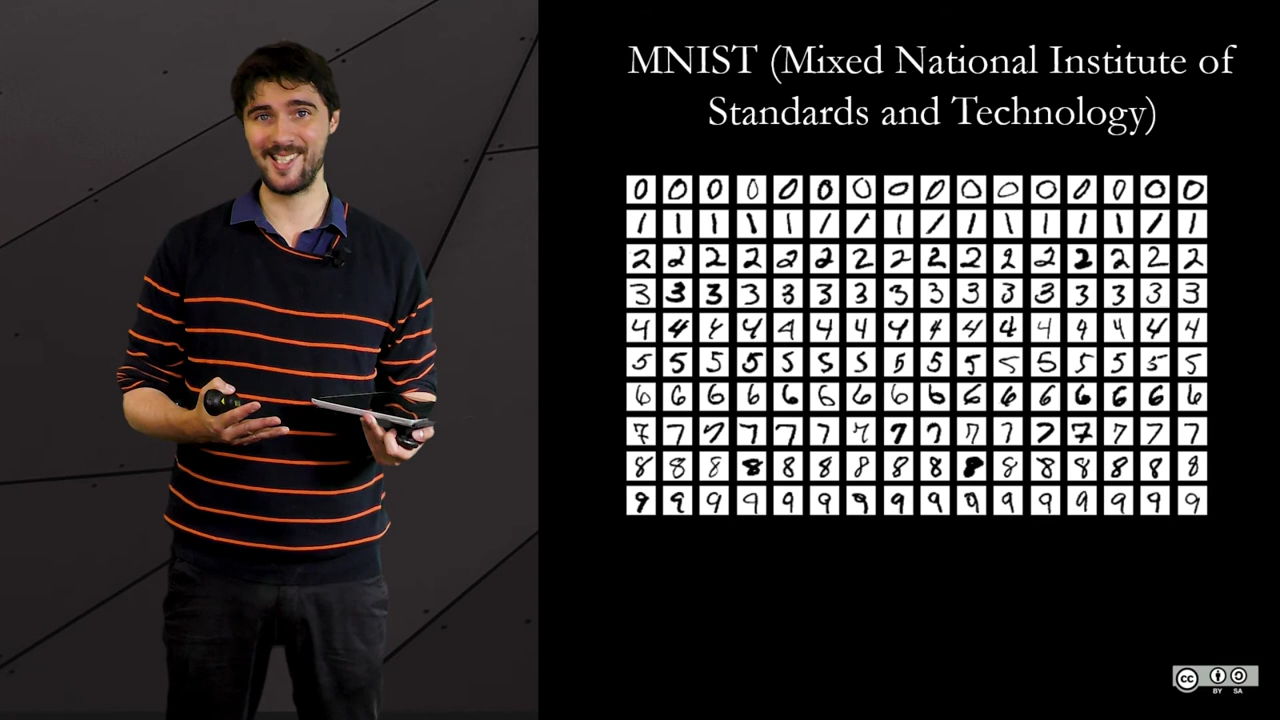 MNIST (Mixed National Institute of
Standards and Technology)
0 0 0 0 0 0 0 0 0 0 0 0 0 0 0 0
1 1 1 1 1 1 1 1 1 1 1 1 1 1 1 1
2 2 2 2 2 2 2 2 2 2 2 2 2 2 2 2
3 3 3 3 3 3 3 3 3 3 3 3 3 3 3 3
4 4 4 4 4 4 4 4 4 4 4 4 4 4 4 4
5 5 5 5 5 5 5 5 5 5 5 5 5 5 5 5
6 6 6 6 6 6 6 6 6 6 6 6 6 6 6 6
7 7 7 7 7 7 7 7 7 7 7 7 7 7 7 7
8 8 8 8 8 8 8 8 8 8 8 8 8 8 8 8
9 9 9 9 9 9 9 9 9 9 9 9 9 9 9 9
cc
BY SA